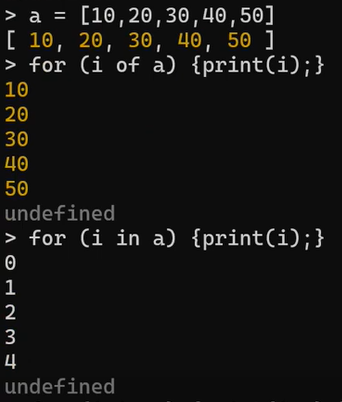 > a = [10,20,30,40,50]
[ 10, 20, 30, 40, 50 ]
> for (i of a) {print(i);}
10
20
30
40
50
undefined
> for (i in a) {print(i);}
0
1
2
3
4
undefined